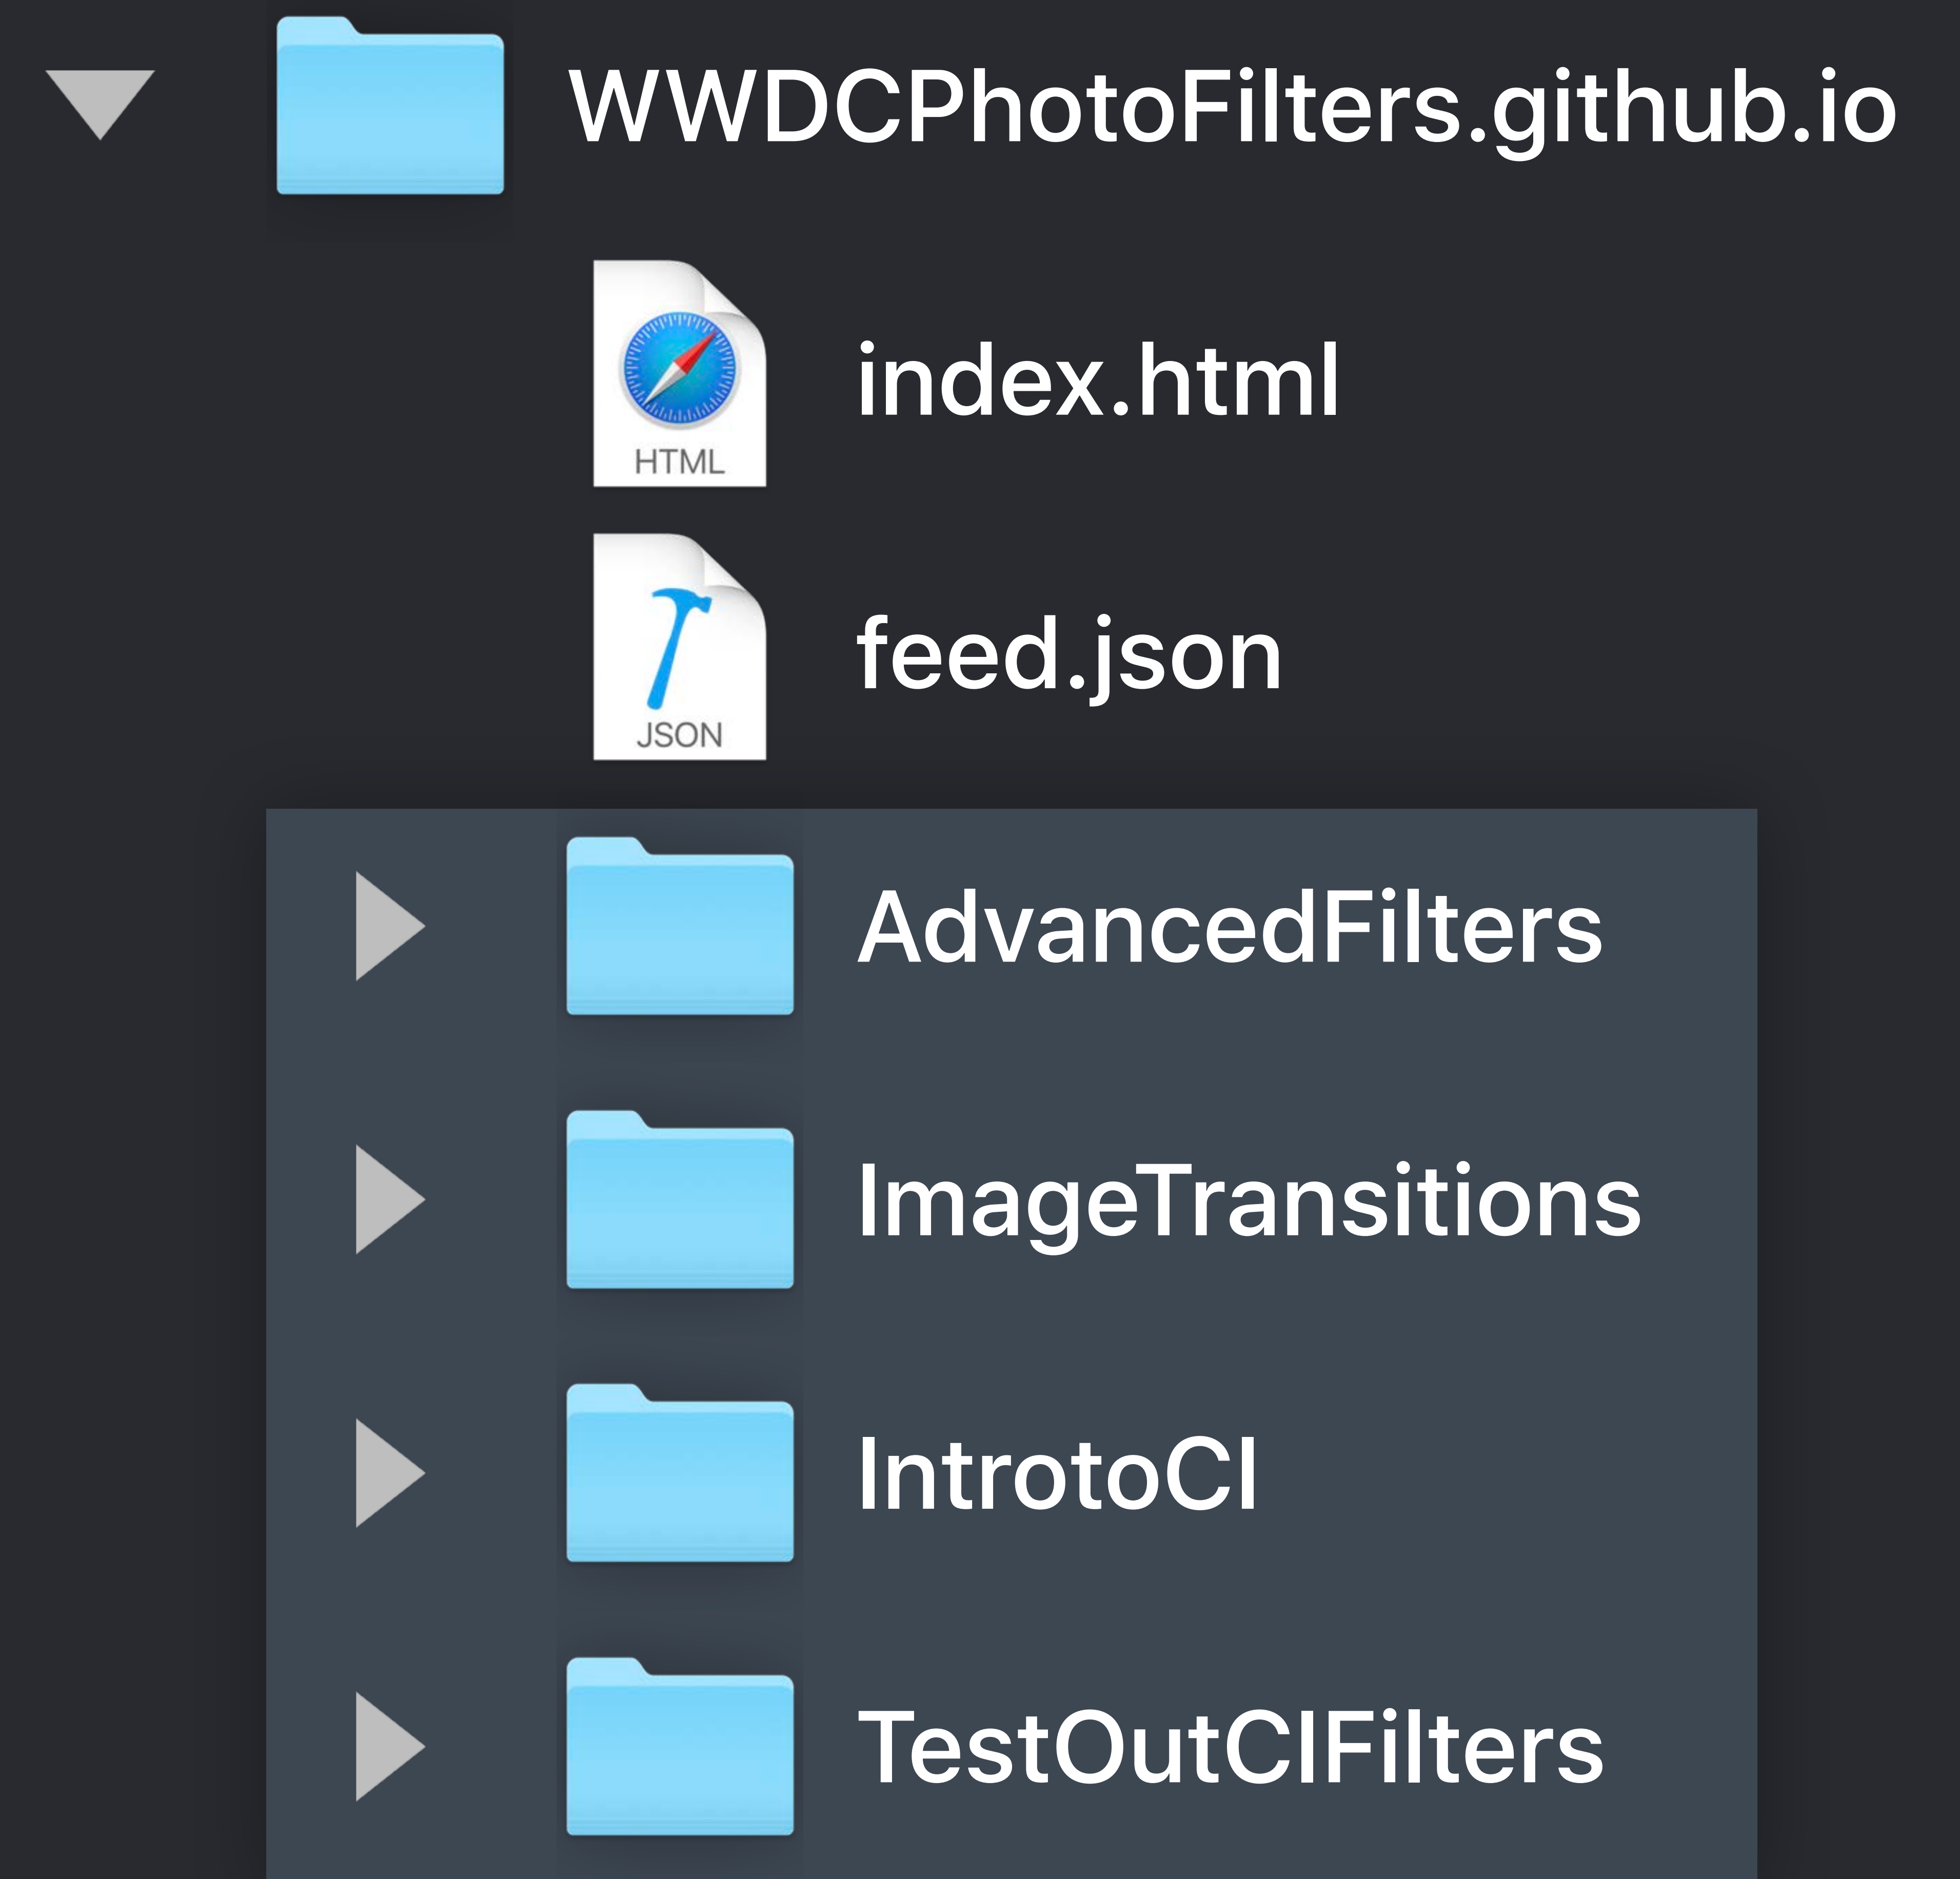 WWDCPhotoFilters.github.io
index.html
HTML
feed.json
JSON
AdvancedFilters
ImageTransitions
IntrotoCI
TestOutCIFilters